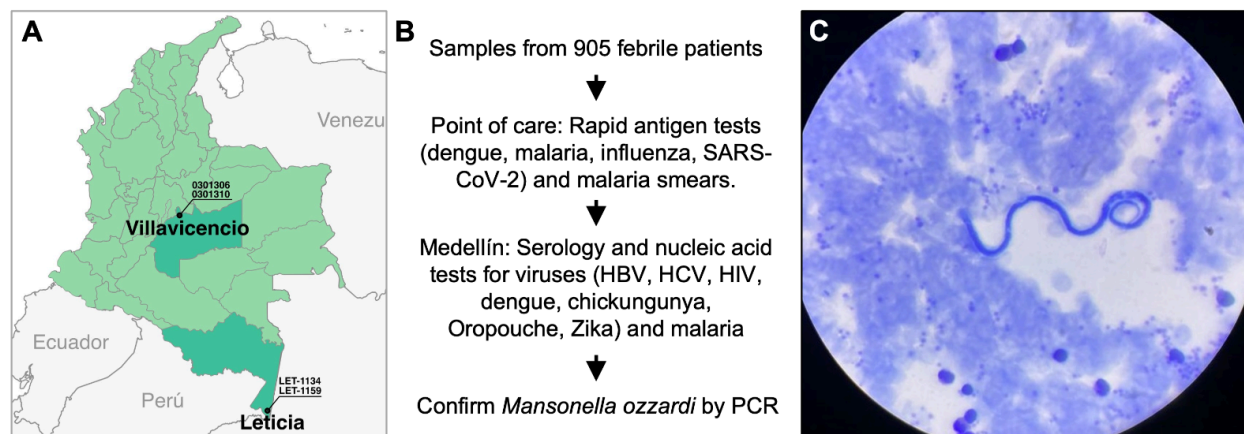 A
Venezu
0301306
0301310
Villavicencio
Ecuador
Perú
LET-1134
LET-1159
Leticia
B
Samples from 905 febrile patients
Point of care: Rapid antigen tests
(dengue, malaria, influenza, SARS-
CoV-2) and malaria smears.
Medellín: Serology and nucleic acid
tests for viruses (HBV, HCV, HIV,
dengue, chickungunya,
Oropouche, Zika) and malaria
Confirm Mansonella ozzardi by PCR
C